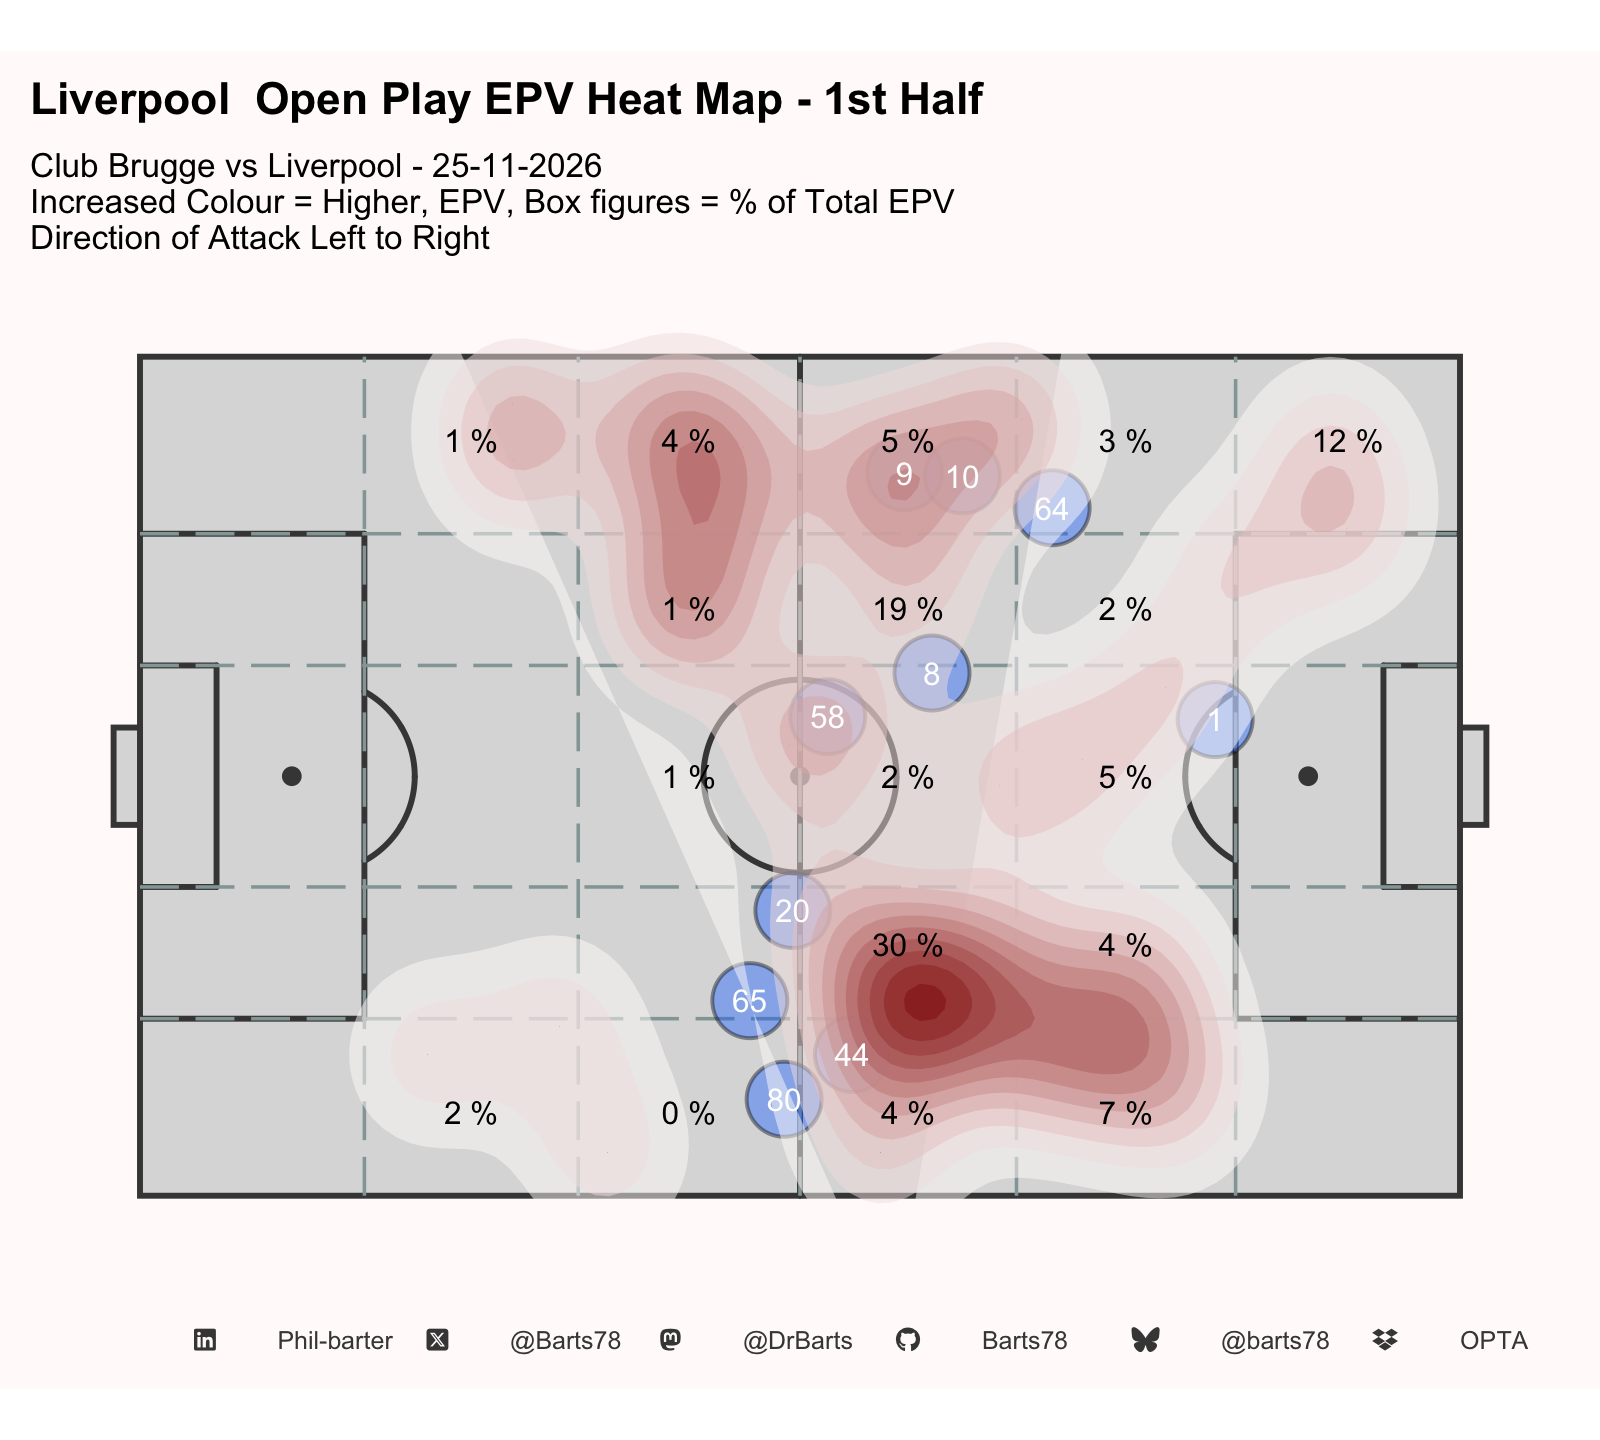 Liverpool  Open Play EPV Heat Map - 1st Half
Club Brugge vs Liverpool - 25-11-2026
Increased Colour = Higher, EPV, Box figures = % of Total EPV
Direction of Attack Left to Right
1 % 4 % 5 % 3 % 12 %
9 10
64
1 % 19 % 2 %
8
58 1
1 % 2 % 5 %
20
30 % 4 %
65
44
80
2 % 0 % 4 % 7 %
Phil-barter @Barts78 @DrBarts Barts78 @barts78 OPTA